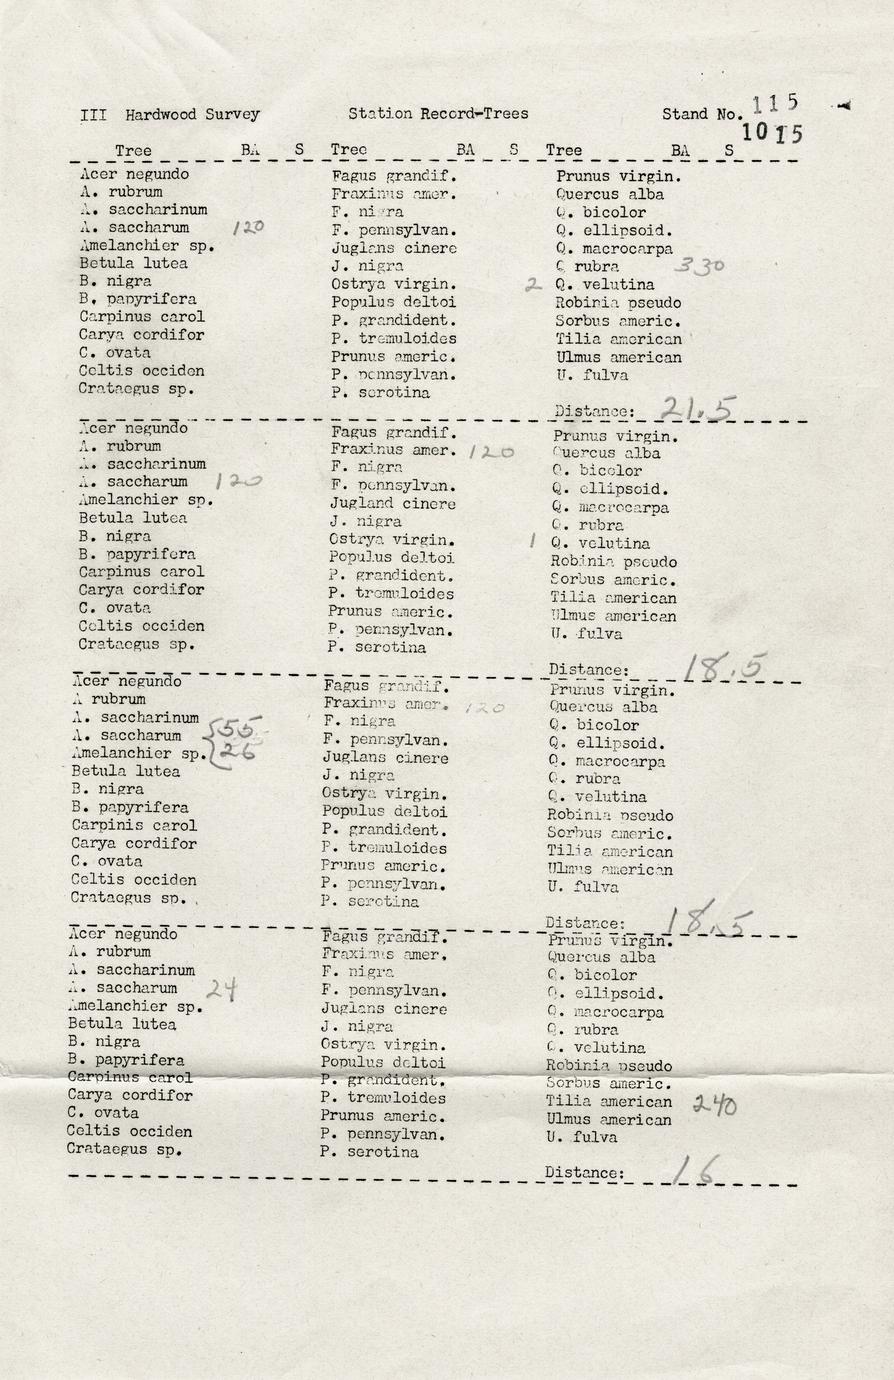 III Hardwood Survey Station Record-Trees Stand No. 115
1015
Tree BA S Tree BA S Tree BA S
Acer negundo Fagus grandif. Prunus virgin.
A. rubrum Fraxinus amer. Quercus alba
A. saccharinum F. nigra Q. bicolor
A. saccharum 120 F. pennsylvan. Q. ellipsoid.
Amelanchier sp. Juglans cinere Q. macrocarpa
Betula lutea J. nigra Q rubra 330
B. nigra Ostrya virgin. 2 Q. velutina
B. papyrifera Populus deltoi Robinia pseudo
Carpinus carol P. grandident. Sorbus americ.
Carya cordifor P. tremuloides Tilia american
C. ovata Prunus americ. Ulmus american
Celtis occiden P. pennsylvan. U. fulva
Crataegus sp. P. serotina
Distance: 21.5
Acer negundo Fagus grandif. Prunus virgin.
A. rubrum Fraxinus amer. 120 Quercus alba
A. saccharinum F. nigra Q. bicolor
A. saccharum 120 F. pennsylvan. Q. ellipsoid.
Amelanchier sp. Jugland cinere Q. macrocarpa
Betula lutea J. nigra Q. rubra
B. nigra Ostrya virgin. 1 Q. velutina
B. papyrifera Populus deltoi Robinia pseudo
Carpinus carol P. grandident. Sorbus americ.
Carya cordifor P. tremuloides Tilia american
C. ovata Prunus americ. Ulmus american
Celtis occiden P. pennsylvan. U. fulva
Crataegus sp. P. serotina
Distance: 18.5
Acer negundo Fagus grandif. Prunus virgin.
A rubrum Fraxinus amer. 120 Quercus alba
A. saccharinum F. nigra Q. bicolor
A. saccharum 55 F. pennsylvan. Q. ellipsoid.
Amelanchier sp. 26 Juglans cinere Q. macrocarpa
Betula lutea J. nigra Q. rubra
B. nigra Ostrya virgin. Q. velutina
B. papyrifera Populus deltoi Robinia pseudo
Carpinis carol P. grandident. Sorbus americ.
Carya cordifor P. tremuloides Tilia american
C. ovata Prunus americ. Ulmus american
Celtis occiden P. pennsylvan. U. fulva
Crataegus sp. P. serotina
Distance: 18.5
Acer negundo Fagus grandif. Prunus virgin.
A. rubrum Fraxinus amer. Quercus alba
A. saccharinum F. nigra Q. bicolor
A. saccharum 24 F. pennsylvan. Q. ellipsoid.
Amelanchier sp. Juglans cinere Q. macrocarpa
Betula lutea J. nigra Q. rubra
B. nigra Ostrya virgin. Q. velutina
B. papyrifera Populus deltoi Robinia pseudo
Carpinus carol P. grandident. Sorbus americ.
Carya cordifor P. tremuloides Tilia american 240
C. ovata Prunus americ. Ulmus american
Celtis occiden P. pennsylvan. U. fulva
Crataegus sp. P. serotina
Distance: 16